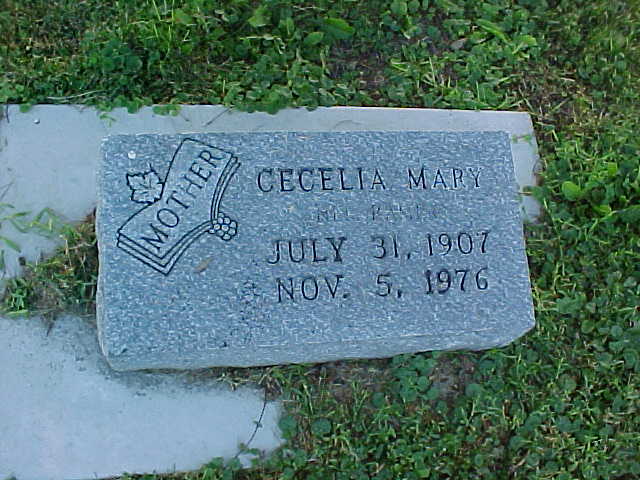 MOTHER
CECELIA MARY
JULY 31, 1907
NOV. 5, 1976